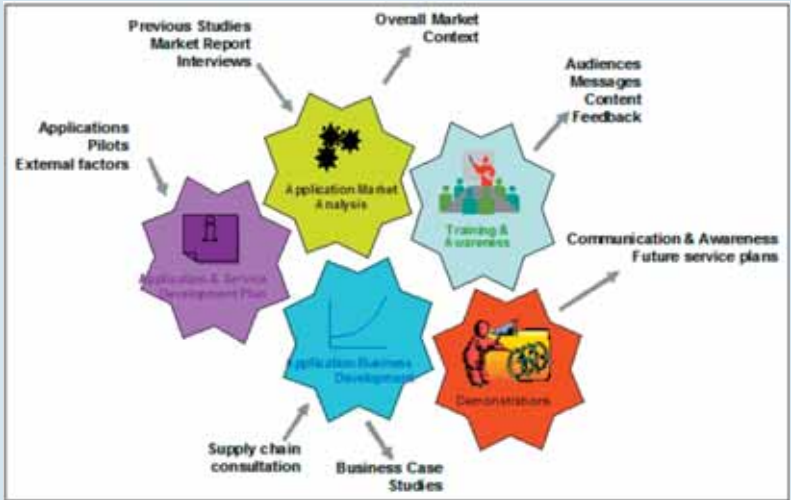 Previous Studies
Market Report
Interviews
Overall Market
Context
Audiences
Messages
Content
Feedback
Applications
Pilots
External factors
Application Market
Analysis
Training &
Awareness
Communication & Awareness
Future service plans
Application & Service
Development Plan
Application Business
Development
Demonstrations
Supply chain
consultation
Business Case
Studies